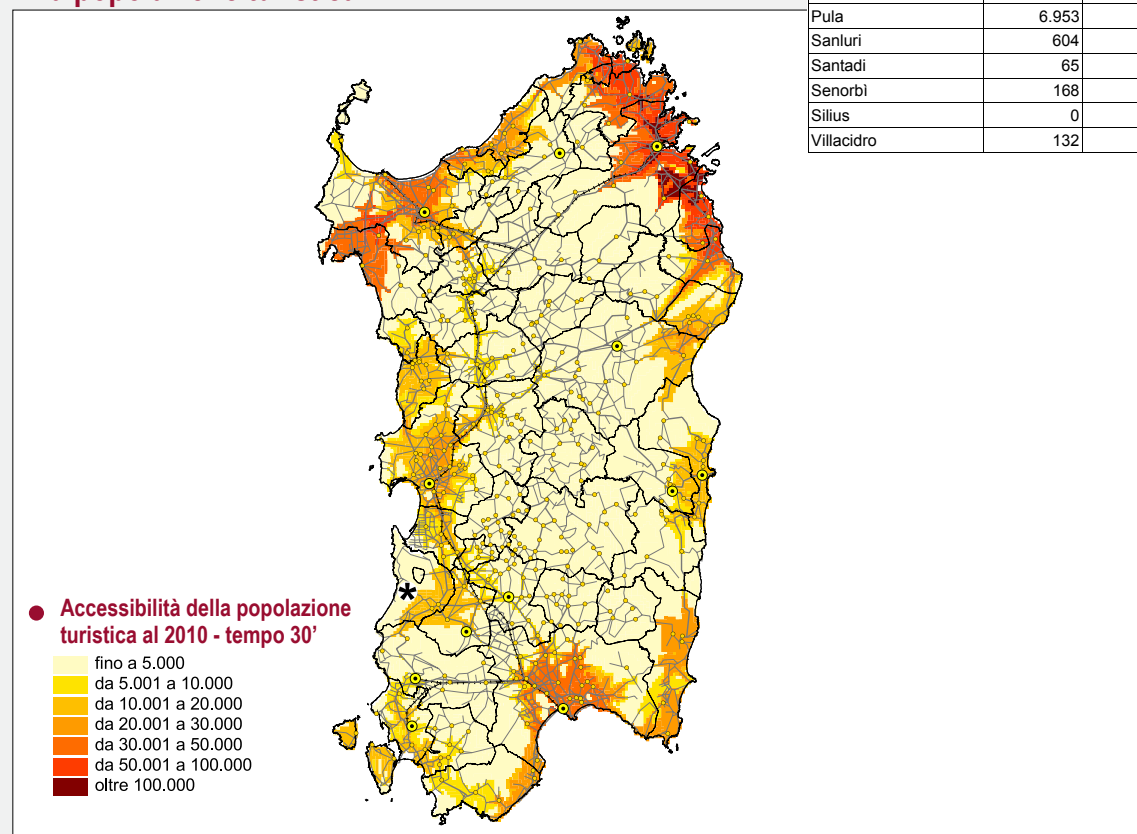 Pula 6.953
Sanluri 604
Santadi 65
Senorbì 168
Silius 0
Villacidro 132
*
● Accessibilità della popolazione
turistica al 2010 - tempo 30’
fino a 5.000
da 5.001 a 10.000
da 10.001 a 20.000
da 20.001 a 30.000
da 30.001 a 50.000
da 50.001 a 100.000
oltre 100.000